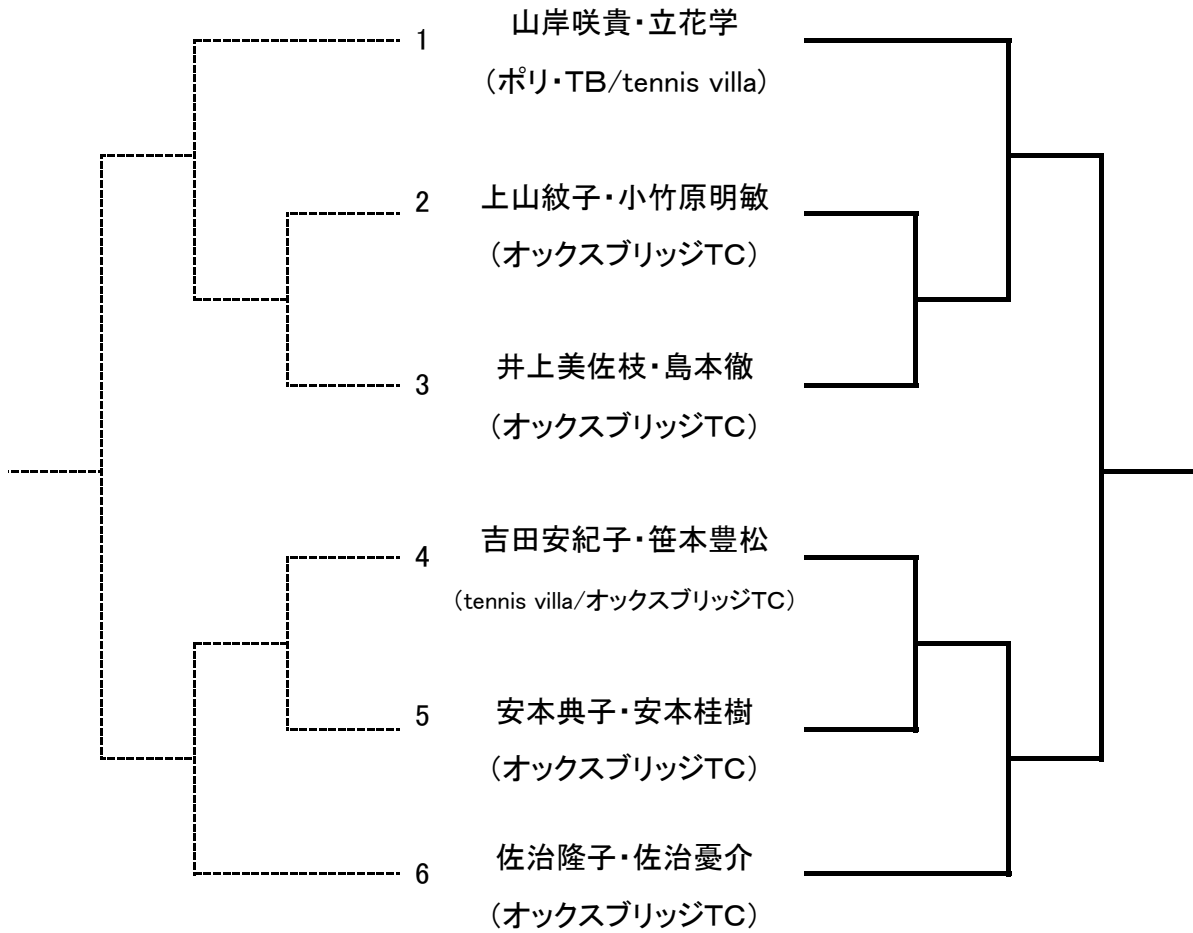 1 山岸咲貴・立花学
(ポリ・TB/tennis villa)
2 上山紋子・小竹原明敏
(オックスブリッジTC)
3 井上美佐枝・島本徹
(オックスブリッジTC)
4 吉田安紀子・笹本豊松
(tennis villa/オックスブリッジTC)
5 安本典子・安本桂樹
(オックスブリッジTC)
6 佐治隆子・佐治憂介
(オックスブリッジTC)